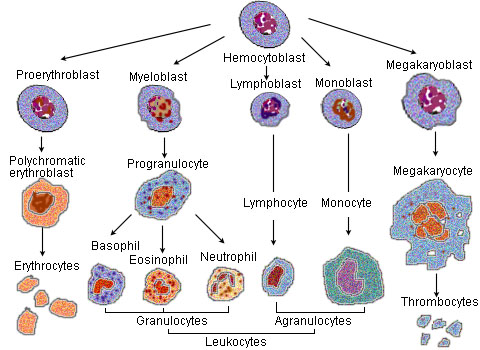 Hemocytoblast
Proerythroblast
Myeloblast
Lymphoblast
Monoblast
Megakaryoblast
Polychromatic
erythroblast
Progranulocyte
Megakaryocyte
Lymphocyte
Monocyte
Basophil
Eosinophil
Neutrophil
Erythrocytes
Thrombocytes
Granulocytes
Agranulocytes
Leukocytes